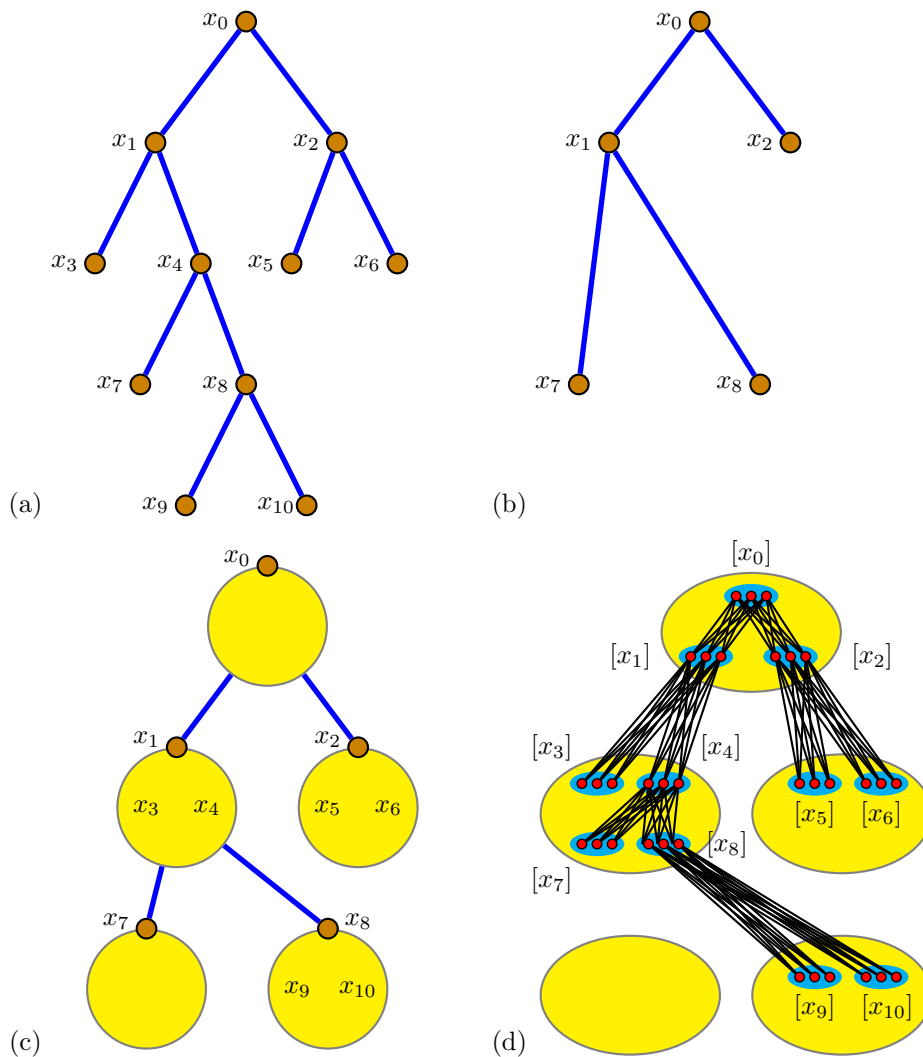 x₀
x₁ x₂
x₃ x₄ x₅ x₆
x₇ x₈
x₉ x₁₀
(a)
x₀
x₁ x₂
x₇ x₈
(b)
x₀
x₁ x₂
x₃ x₄ x₅ x₆
x₇ x₈
x₉ x₁₀
(c)
[x₀]
[x₁] [x₂]
[x₃] [x₄]
[x₅] [x₆]
[x₇] [x₈]
[x₉] [x₁₀]
(d)